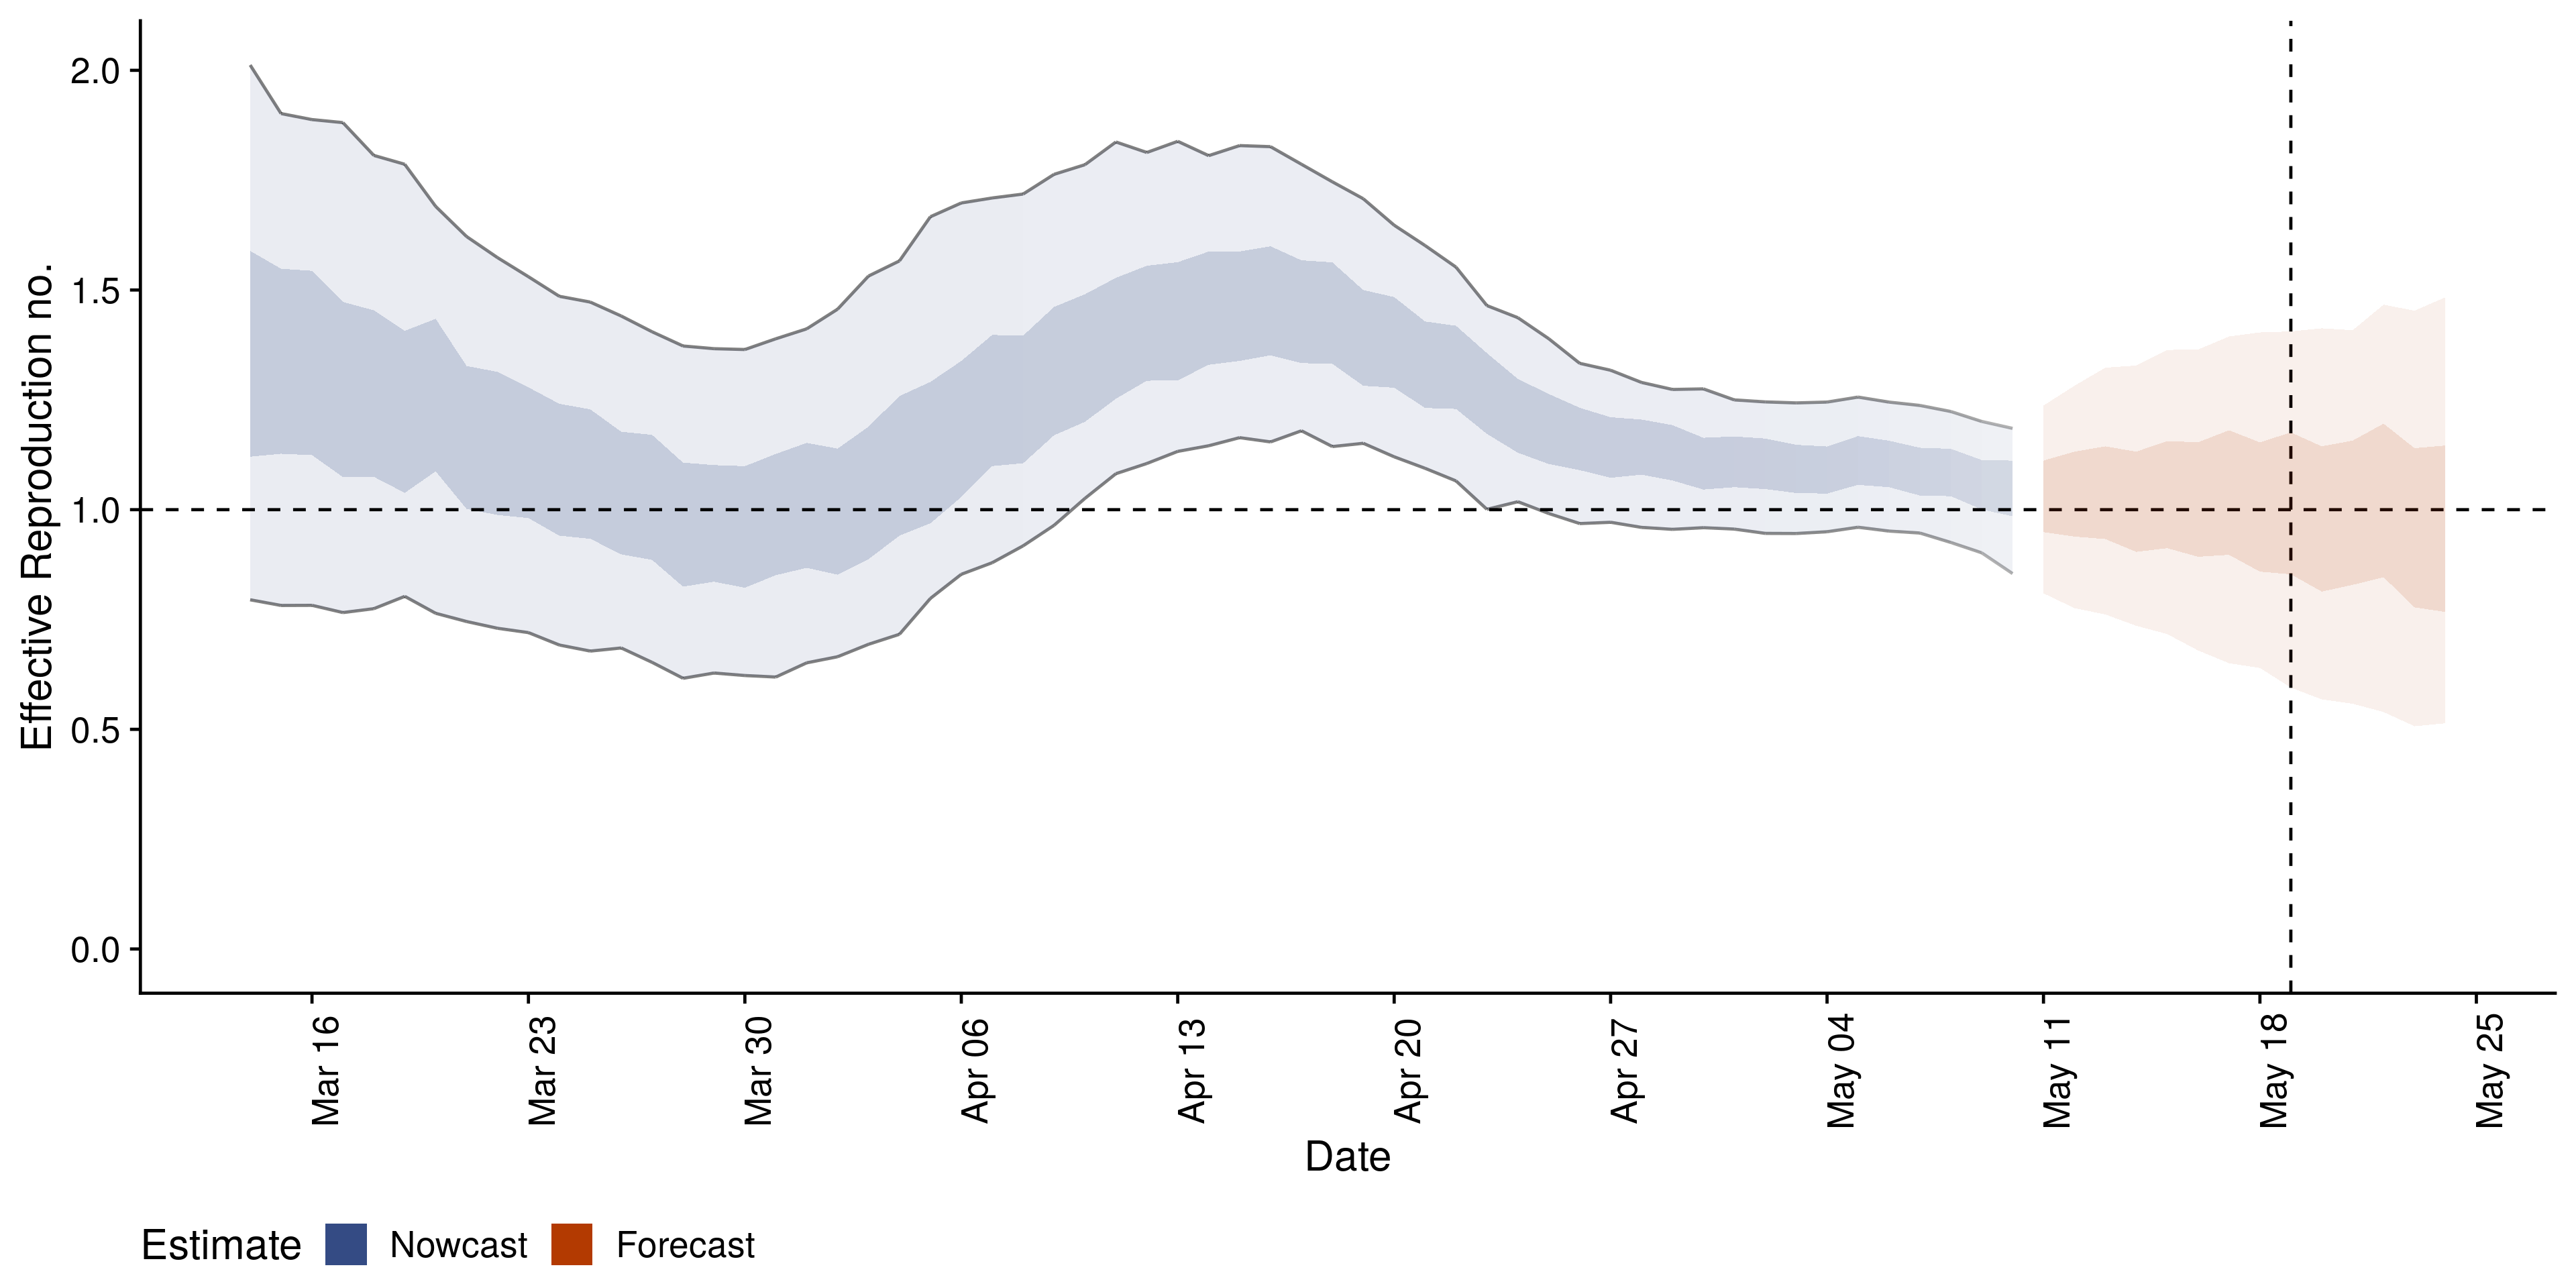 Effective Reproduction no.
2.0
1.5
1.0
0.5
0.0
Mar 16
Mar 23
Mar 30
Apr 06
Apr 13
Apr 20
Apr 27
May 04
May 11
May 18
May 25
Date
Estimate Nowcast Forecast